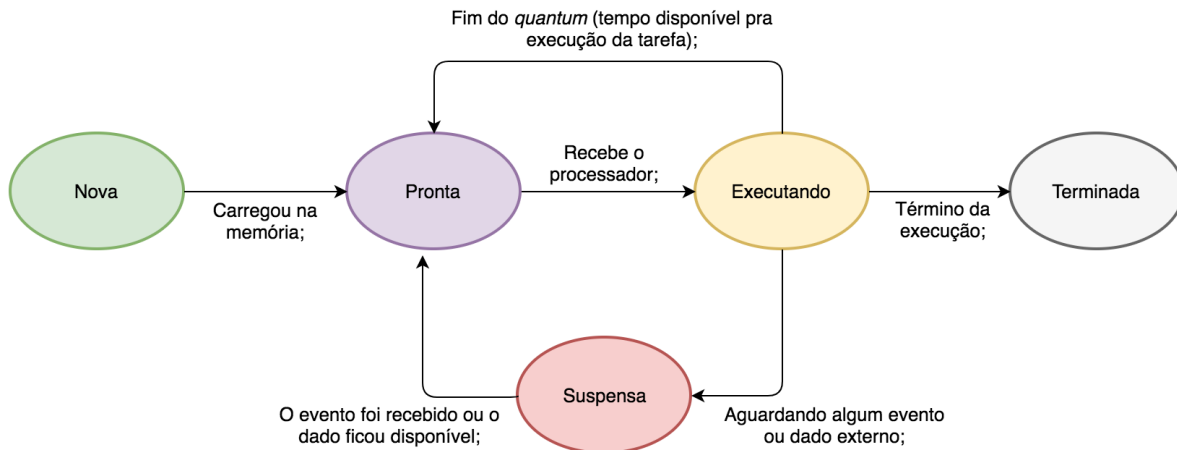 Fim do quantum (tempo disponível pra
execução da tarefa);
Nova
Carregou na
memória;
Pronta
Recebe o
processador;
Executando
Término da
execução;
Terminada
O evento foi recebido ou o
dado ficou disponível;
Suspensa
Aguardando algum evento
ou dado externo;